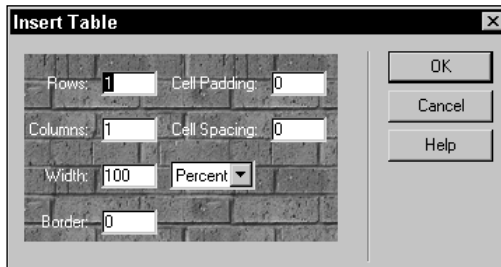 Insert Table
Rows: 1 Cell Padding: 0
Columns: 1 Cell Spacing: 0
Width: 100 Percent
Border: 0
OK
Cancel
Help